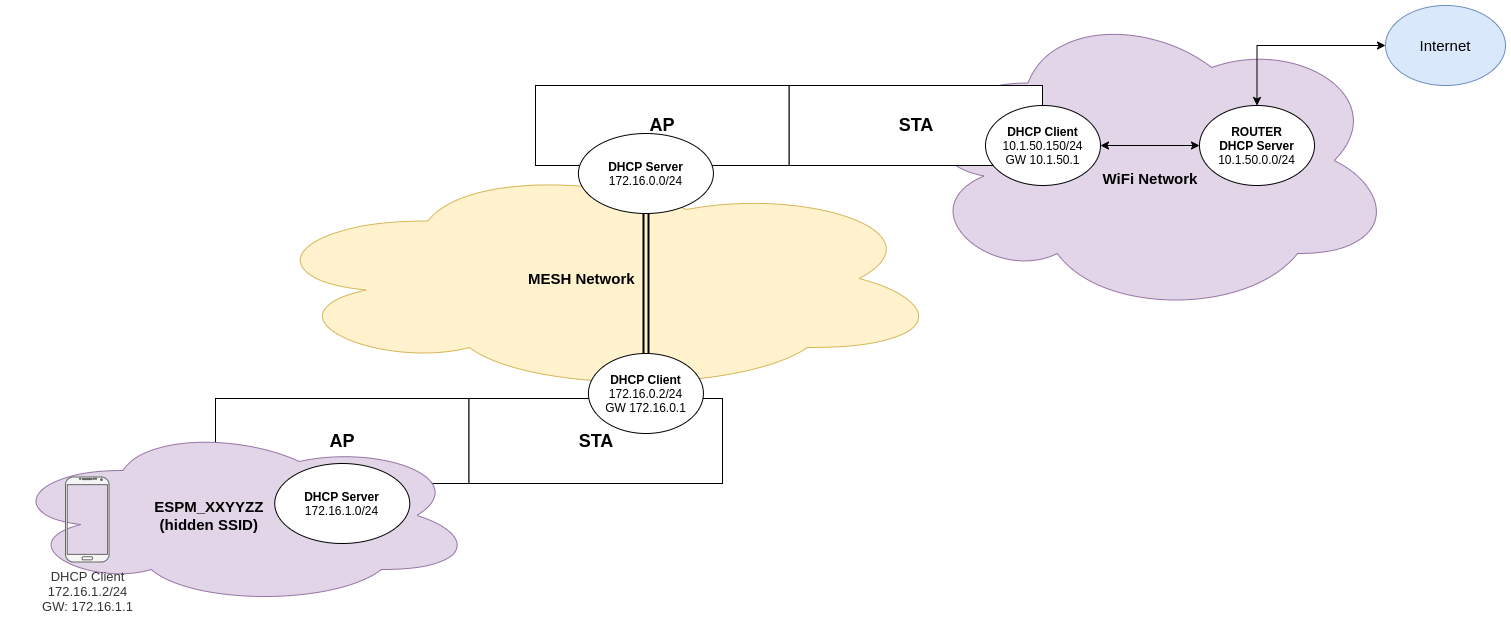 Internet
AP
STA
DHCP Client
10.1.50.150/24
GW 10.1.50.1
ROUTER
DHCP Server
10.1.50.0.0/24
WiFi Network
DHCP Server
172.16.0.0/24
MESH Network
DHCP Client
172.16.0.2/24
GW 172.16.0.1
AP
STA
ESPM_XXYYZZ
(hidden SSID)
DHCP Server
172.16.1.0/24
DHCP Client
172.16.1.2/24
GW: 172.16.1.1